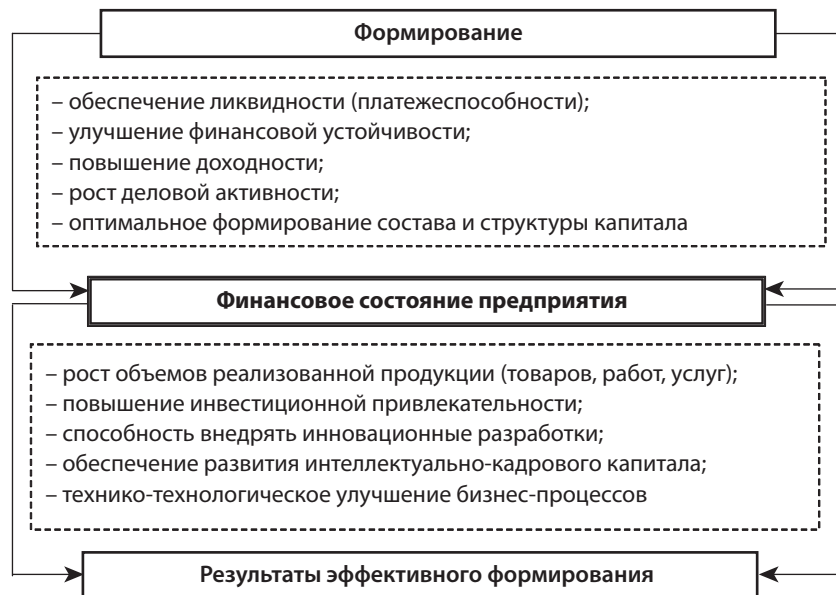 Формирование
– обеспечение ликвидности (платежеспособности);
– улучшение финансовой устойчивости;
– повышение доходности;
– рост деловой активности;
– оптимальное формирование состава и структуры капитала
Финансовое состояние предприятия
– рост объемов реализованной продукции (товаров, работ, услуг);
– повышение инвестиционной привлекательности;
– способность внедрять инновационные разработки;
– обеспечение развития интеллектуально-кадрового капитала;
– технико-технологическое улучшение бизнес-процессов
Результаты эффективного формирования